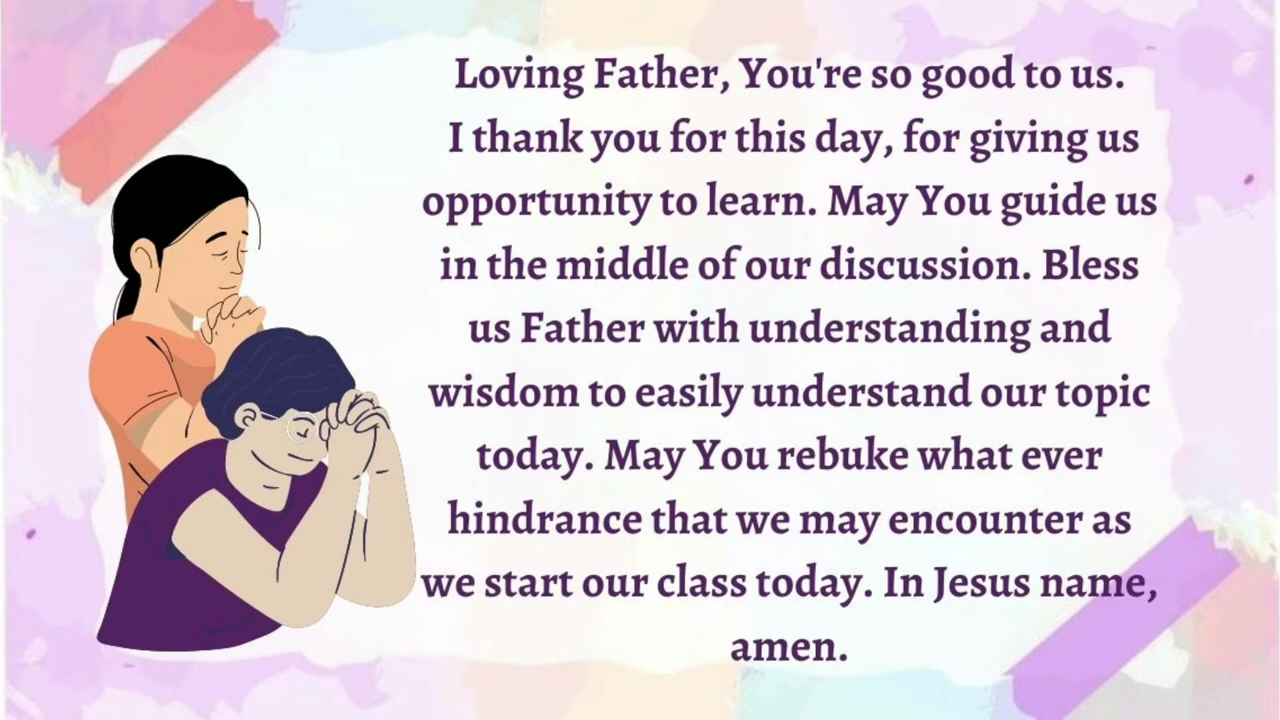 Loving Father, You're so good to us.
I thank you for this day, for giving us
opportunity to learn. May You guide us
in the middle of our discussion. Bless
us Father with understanding and
wisdom to easily understand our topic
today. May You rebuke what ever
hindrance that we may encounter as
we start our class today. In Jesus name,
amen.